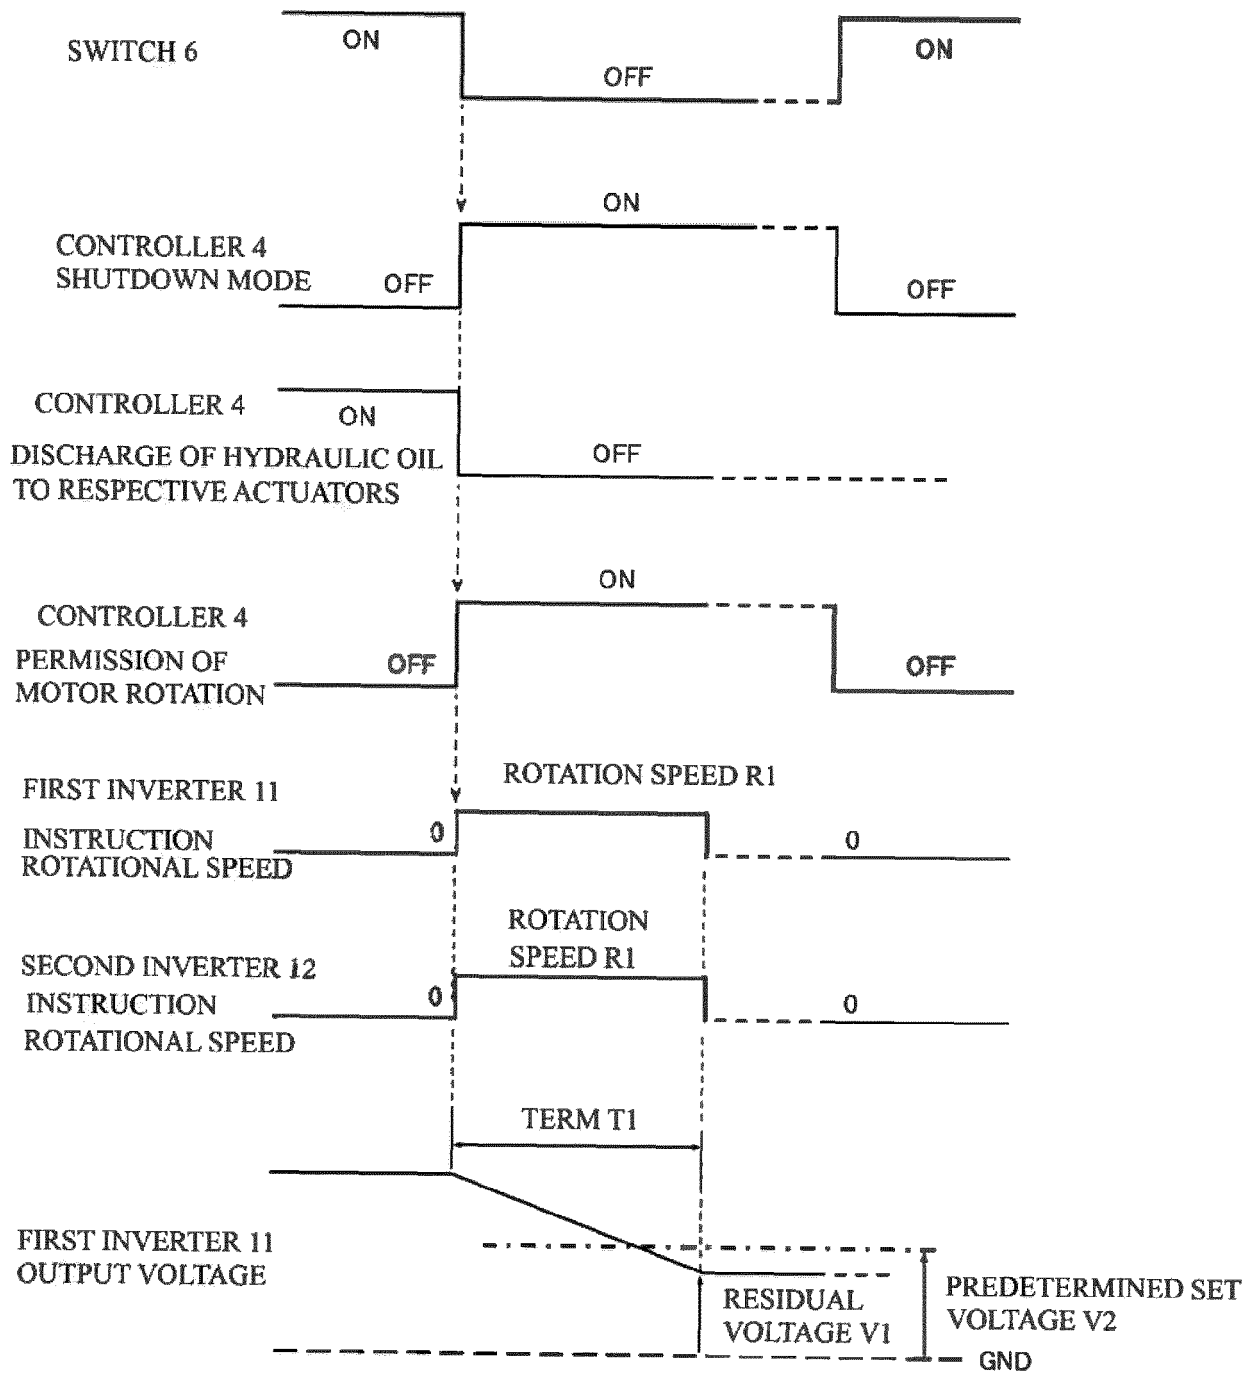 SWITCH 6
ON
OFF
ON
CONTROLLER 4
SHUTDOWN MODE
OFF
ON
OFF
CONTROLLER 4
ON
DISCHARGE OF HYDRAULIC OIL
TO RESPECTIVE ACTUATORS
OFF
CONTROLLER 4
PERMISSION OF
MOTOR ROTATION
OFF
ON
OFF
FIRST INVERTER 11
INSTRUCTION
ROTATIONAL SPEED
0
ROTATION SPEED R1
0
SECOND INVERTER 12
INSTRUCTION
ROTATIONAL SPEED
0
ROTATION
SPEED R1
0
TERM T1
FIRST INVERTER 11
OUTPUT VOLTAGE
RESIDUAL
VOLTAGE V1
PREDETERMINED SET
VOLTAGE V2
GND